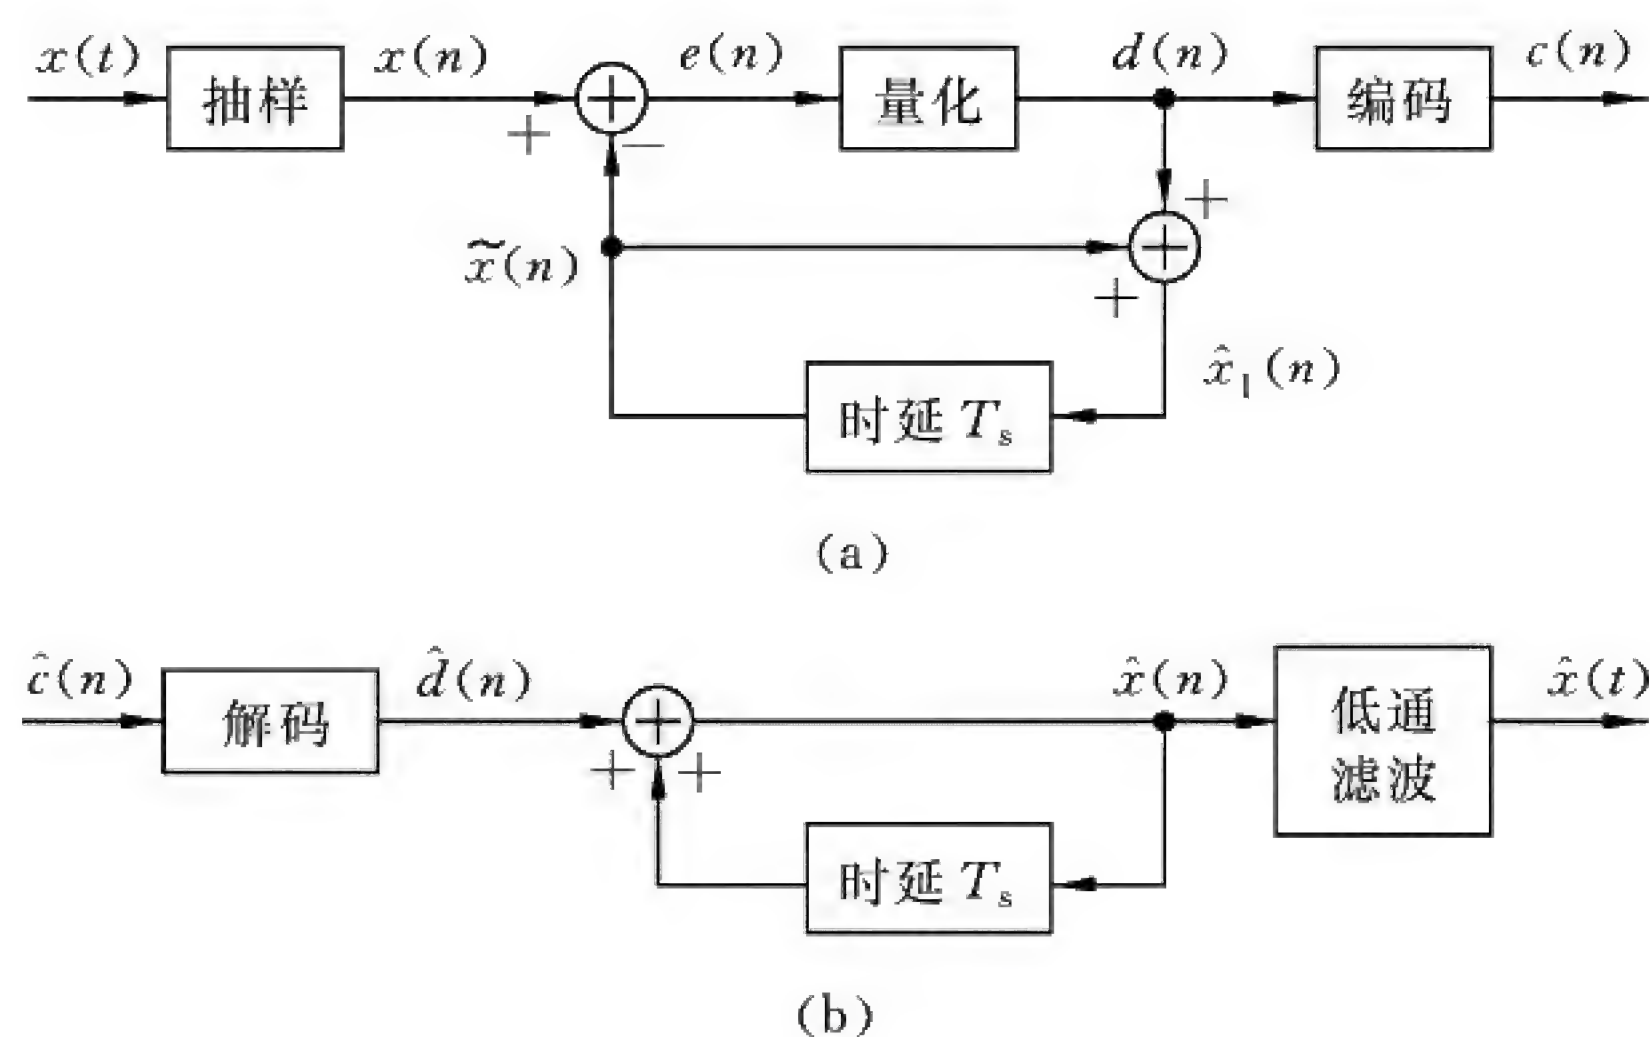 x(t) 抽样 x(n) + − + e(n) 量化 d(n) 编码 c(n)
+
x̃(n) + +
时延 Tₛ x̂₁(n)
(a)
ĉ(n) 解码 d̂(n) + x̂(n) 低通滤波 x̂(t)
+ +
时延 Tₛ
(b)